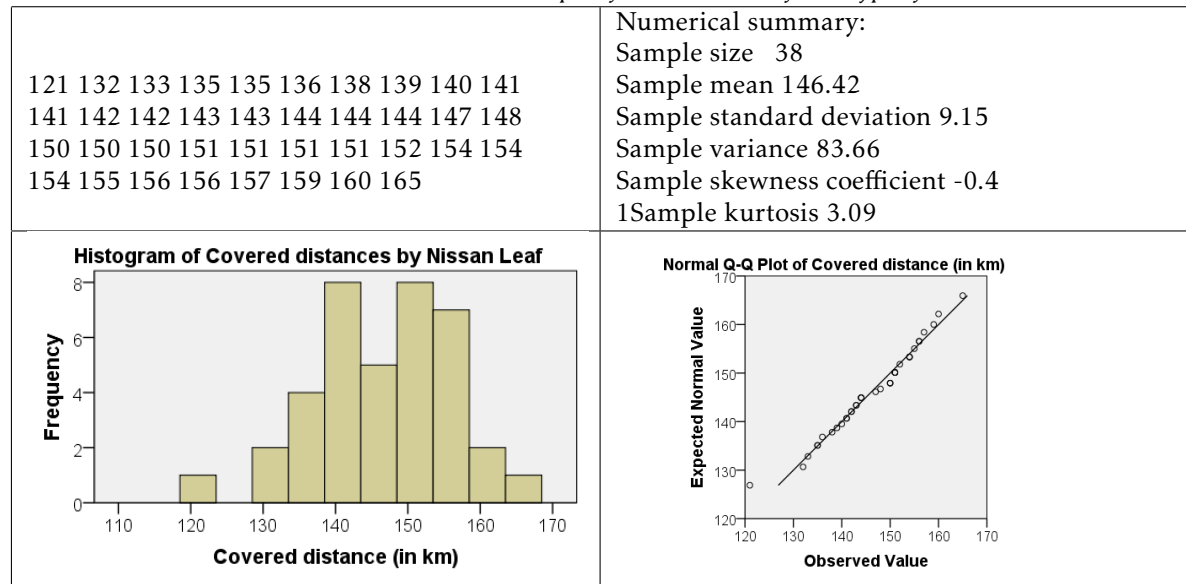 121 132 133 135 135 136 138 139 140 141
141 142 142 143 143 144 144 144 147 148
150 150 150 151 151 151 151 152 154 154
154 155 156 156 157 159 160 165
Numerical summary:
Sample size 38
Sample mean 146.42
Sample standard deviation 9.15
Sample variance 83.66
Sample skewness coefficient -0.4
1Sample kurtosis 3.09
Histogram of Covered distances by Nissan Leaf
Frequency
8
6
4
2
0
110 120 130 140 150 160 170
Covered distance (in km)
Normal Q-Q Plot of Covered distance (in km)
Expected Normal Value
170
160
150
140
130
120
120 130 140 150 160 170
Observed Value